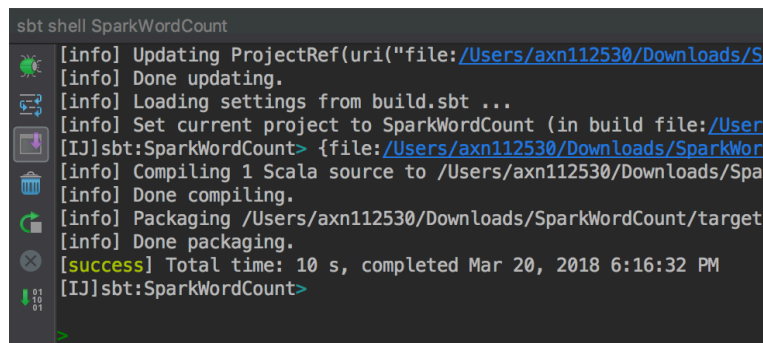 sbt shell SparkWordCount
[info] Updating ProjectRef(uri("file:/Users/axn112530/Downloads/S
[info] Done updating.
[info] Loading settings from build.sbt ...
[info] Set current project to SparkWordCount (in build file:/User
[IJ]sbt:SparkWordCount> {file:/Users/axn112530/Downloads/SparkWor
[info] Compiling 1 Scala source to /Users/axn112530/Downloads/Spa
[info] Done compiling.
[info] Packaging /Users/axn112530/Downloads/SparkWordCount/target
[info] Done packaging.
[success] Total time: 10 s, completed Mar 20, 2018 6:16:32 PM
[IJ]sbt:SparkWordCount>
>